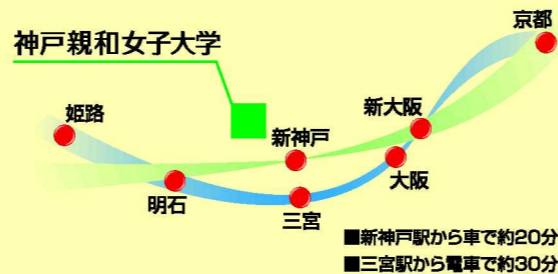 京都
神戸親和女子大学
姫路
新大阪
新神戸
大阪
明石
三宮
■新神戸駅から車で約20分
■三宮駅から電車で約30分